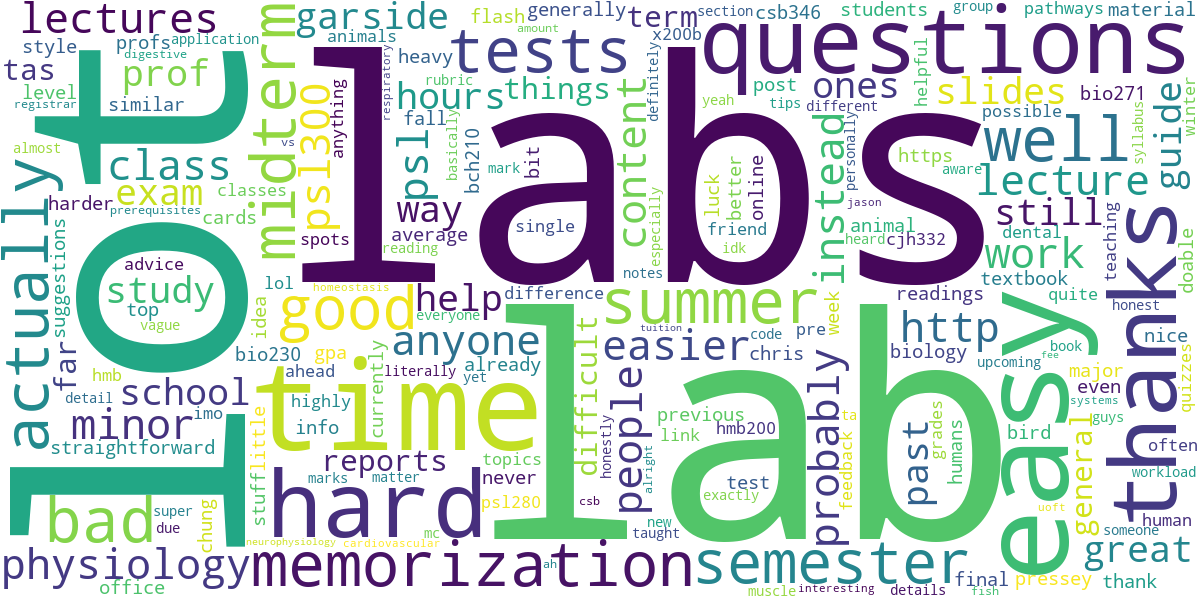 lectures
style
profs
application
digestive
tas
prof
level
registrar
similar
almost
lot
garside
animals
midterm
flash
generally
term
csb346
section
amount
x200b
heavy
tests
hours
things
rubric
respiratory
anything
psl300
psl
fall
basically
bch210
mark
vs
students
group
pathways
material
questions
definitely
yeah
post
tips
ones
different
helpful
slides
bio271
possible
well
guide
syllabus
winter
actually
class
exam
classes
harder
prerequisites
cards
spots
way
average
reading
bit
single
labs
content
especially
luck
better
online
friend
idk
notes
instead
personally
animal
heard
jason
cjh332
https
aware
lecture
still
dental
work
textbook
teaching
doable
thanks
advice
study
top
vague
suggestions
far
lol
idea
good
homeostasis
help
everyone
difference
summer
tuition
code
pre
week
readings
quite
honest
nice
http
biology
upcoming
book
fee
quizzes
hmb
bio230
gpa
ahead
literally
already
yet
anyone
easier
chris
probably
school
detail
imo
minor
straightforward
info
highly
currently
time
difficult
honestly
people
previous
link
hmb200
past
grades
humans
bird
major
even
systems
guys
general
often
easy
stufflittle
reports
marks
matter
topics
never
psl280
csb
alright
test
exactly
feedback
ta
lab
uoft
workload
human
bad
super
due
chung
hard
mc
new
taught
someone
great
physiology
office
neurophysiology
cardiovascular
memorization
ah
semester
muscle
interesting
details
final
fish
pressey
thank